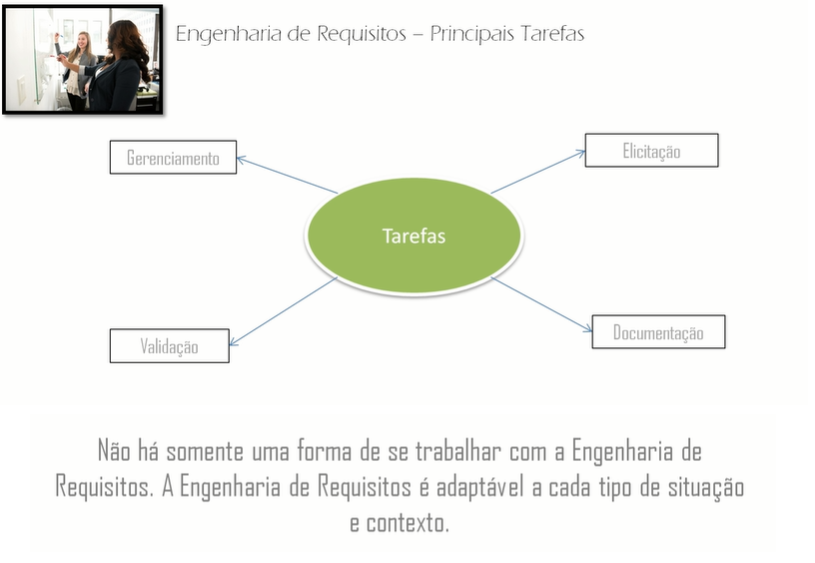 Engenharia de Requisitos – Principais Tarefas
Gerenciamento
Elicitação
Tarefas
Validação
Documentação
Não há somente uma forma de se trabalhar com a Engenharia de
Requisitos. A Engenharia de Requisitos é adaptável a cada tipo de situação
e contexto.